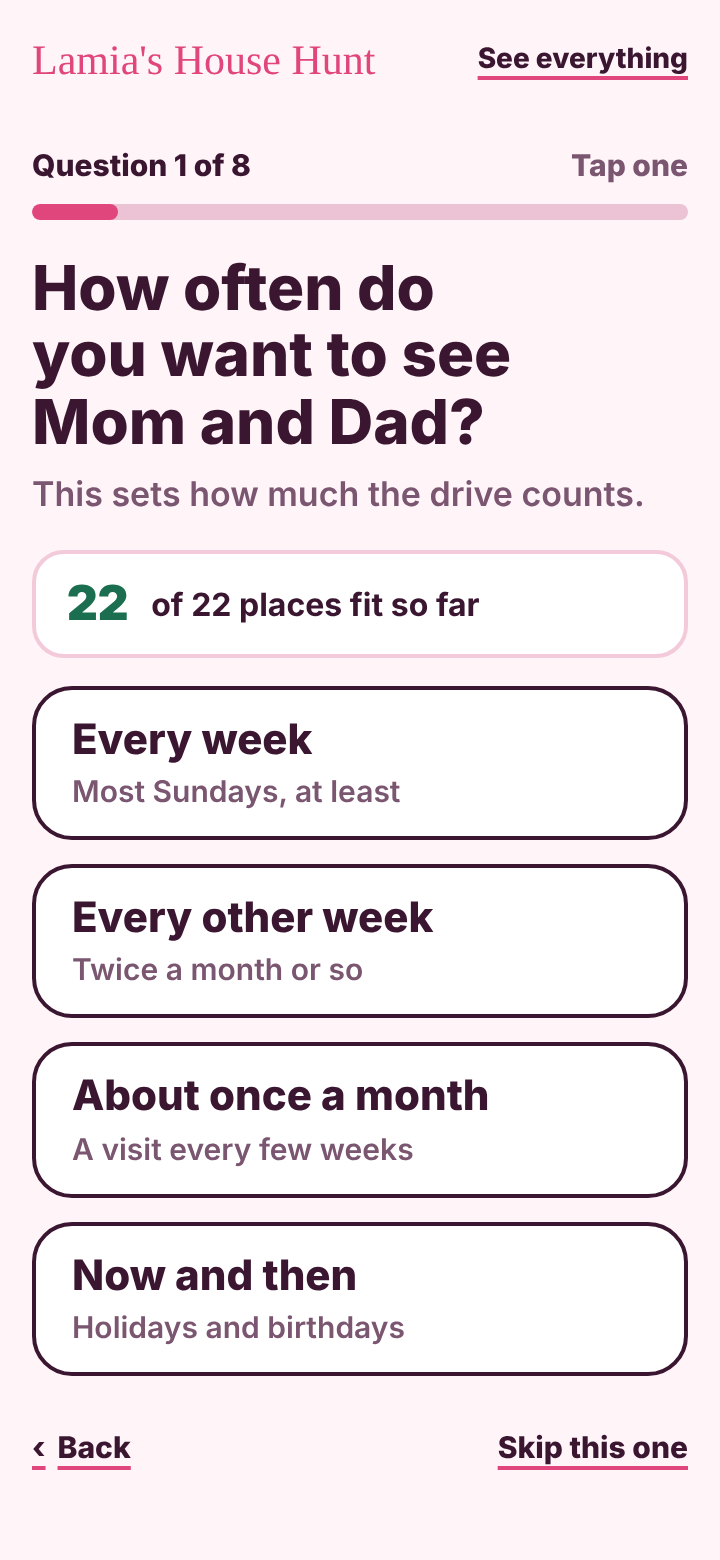 Lamia's House Hunt
See everything
Question 1 of 8
Tap one
How often do
you want to see
Mom and Dad?
This sets how much the drive counts.
22 of 22 places fit so far
Every week
Most Sundays, at least
Every other week
Twice a month or so
About once a month
A visit every few weeks
Now and then
Holidays and birthdays
‹ Back
Skip this one